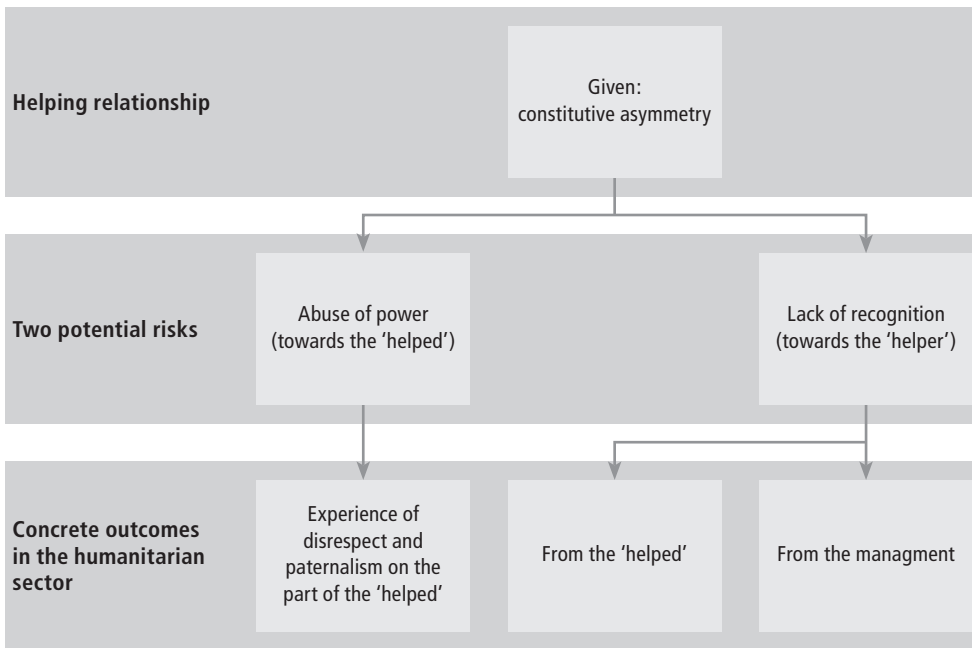 Helping relationship
Given:
constitutive asymmetry
Two potential risks
Abuse of power
(towards the ‘helped’)
Lack of recognition
(towards the ‘helper’)
Concrete outcomes
in the humanitarian
sector
Experience of
disrespect and
paternalism on the
part of the ‘helped’
From the ‘helped’
From the managment